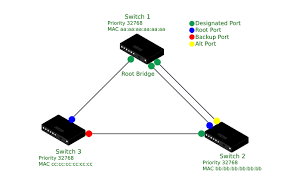 Switch 1
Priority 32768
MAC aa:aa:aa:aa:aa:aa
Designated Port
Root Port
Backup Port
Alt Port
Root Bridge
Switch 3
Priority 32768
MAC cc:cc:cc:cc:cc:cc
Switch 2
Priority 32768
MAC bb:bb:bb:bb:bb:bb